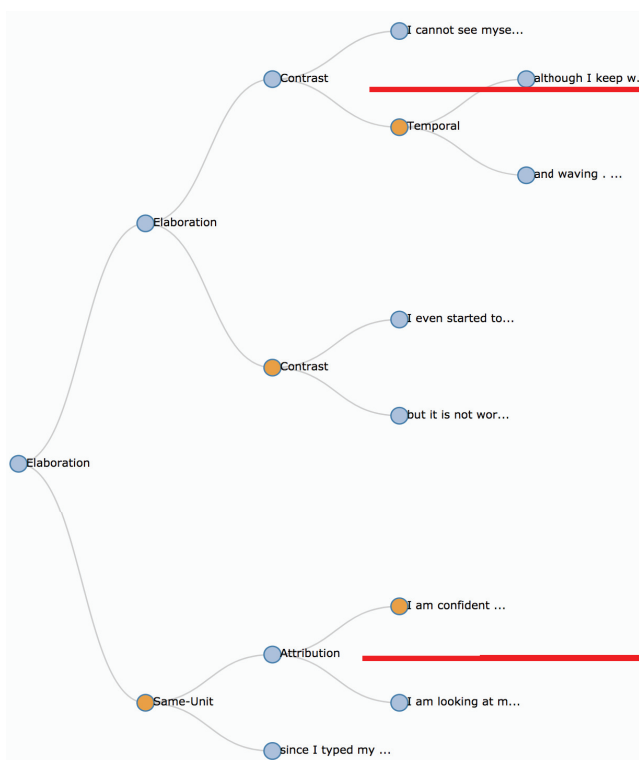 I cannot see myse...
Contrast
although I keep w.
Temporal
and waving . ...
Elaboration
I even started to...
Contrast
but it is not wor...
Elaboration
I am confident ...
Attribution
I am looking at m...
Same-Unit
since I typed my ...